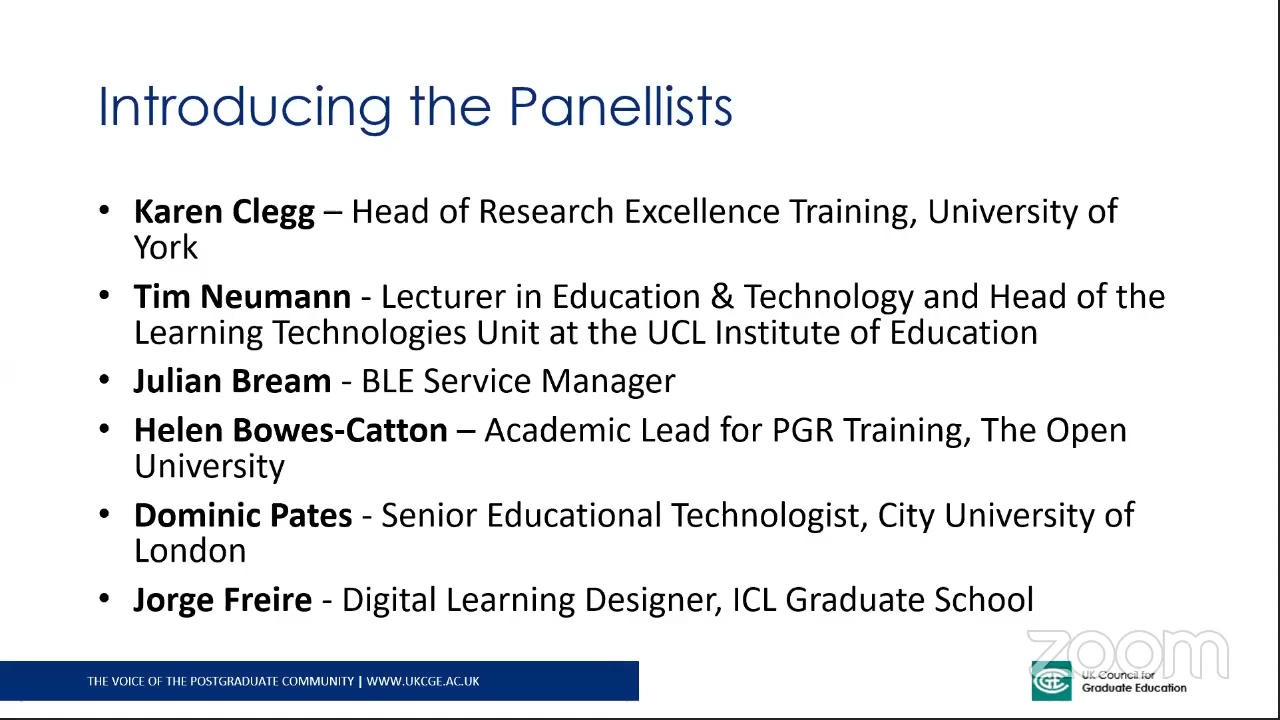 Introducing the Panellists
• Karen Clegg – Head of Research Excellence Training, University of
York
• Tim Neumann - Lecturer in Education & Technology and Head of the
Learning Technologies Unit at the UCL Institute of Education
• Julian Bream - BLE Service Manager
• Helen Bowes-Catton – Academic Lead for PGR Training, The Open
University
• Dominic Pates - Senior Educational Technologist, City University of
London
• Jorge Freire - Digital Learning Designer, ICL Graduate School
zoom
THE VOICE OF THE POSTGRADUATE COMMUNITY | WWW.UKCGE.AC.UK
UK Council for
Graduate Education